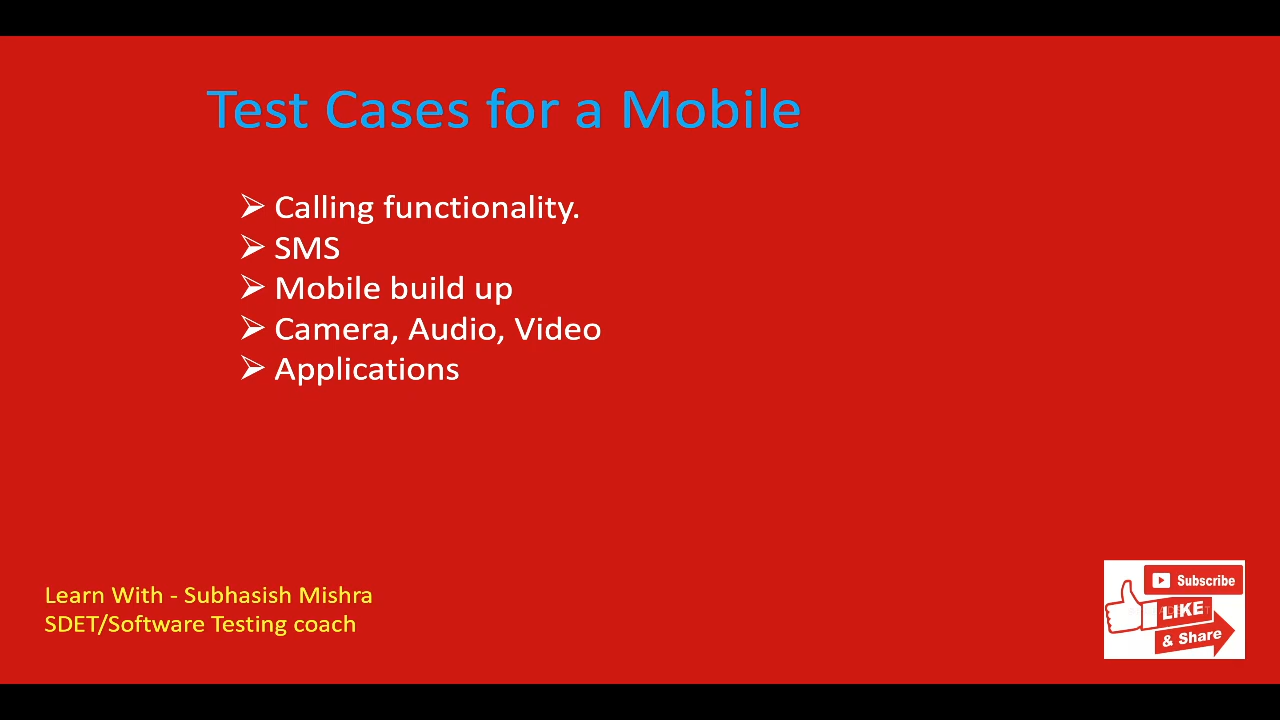 Test Cases for a Mobile
➢ Calling functionality.
➢ SMS
➢ Mobile build up
➢ Camera, Audio, Video
➢ Applications
Learn With - Subhasish Mishra
SDET/Software Testing coach
Subscribe
LIKE
& Share